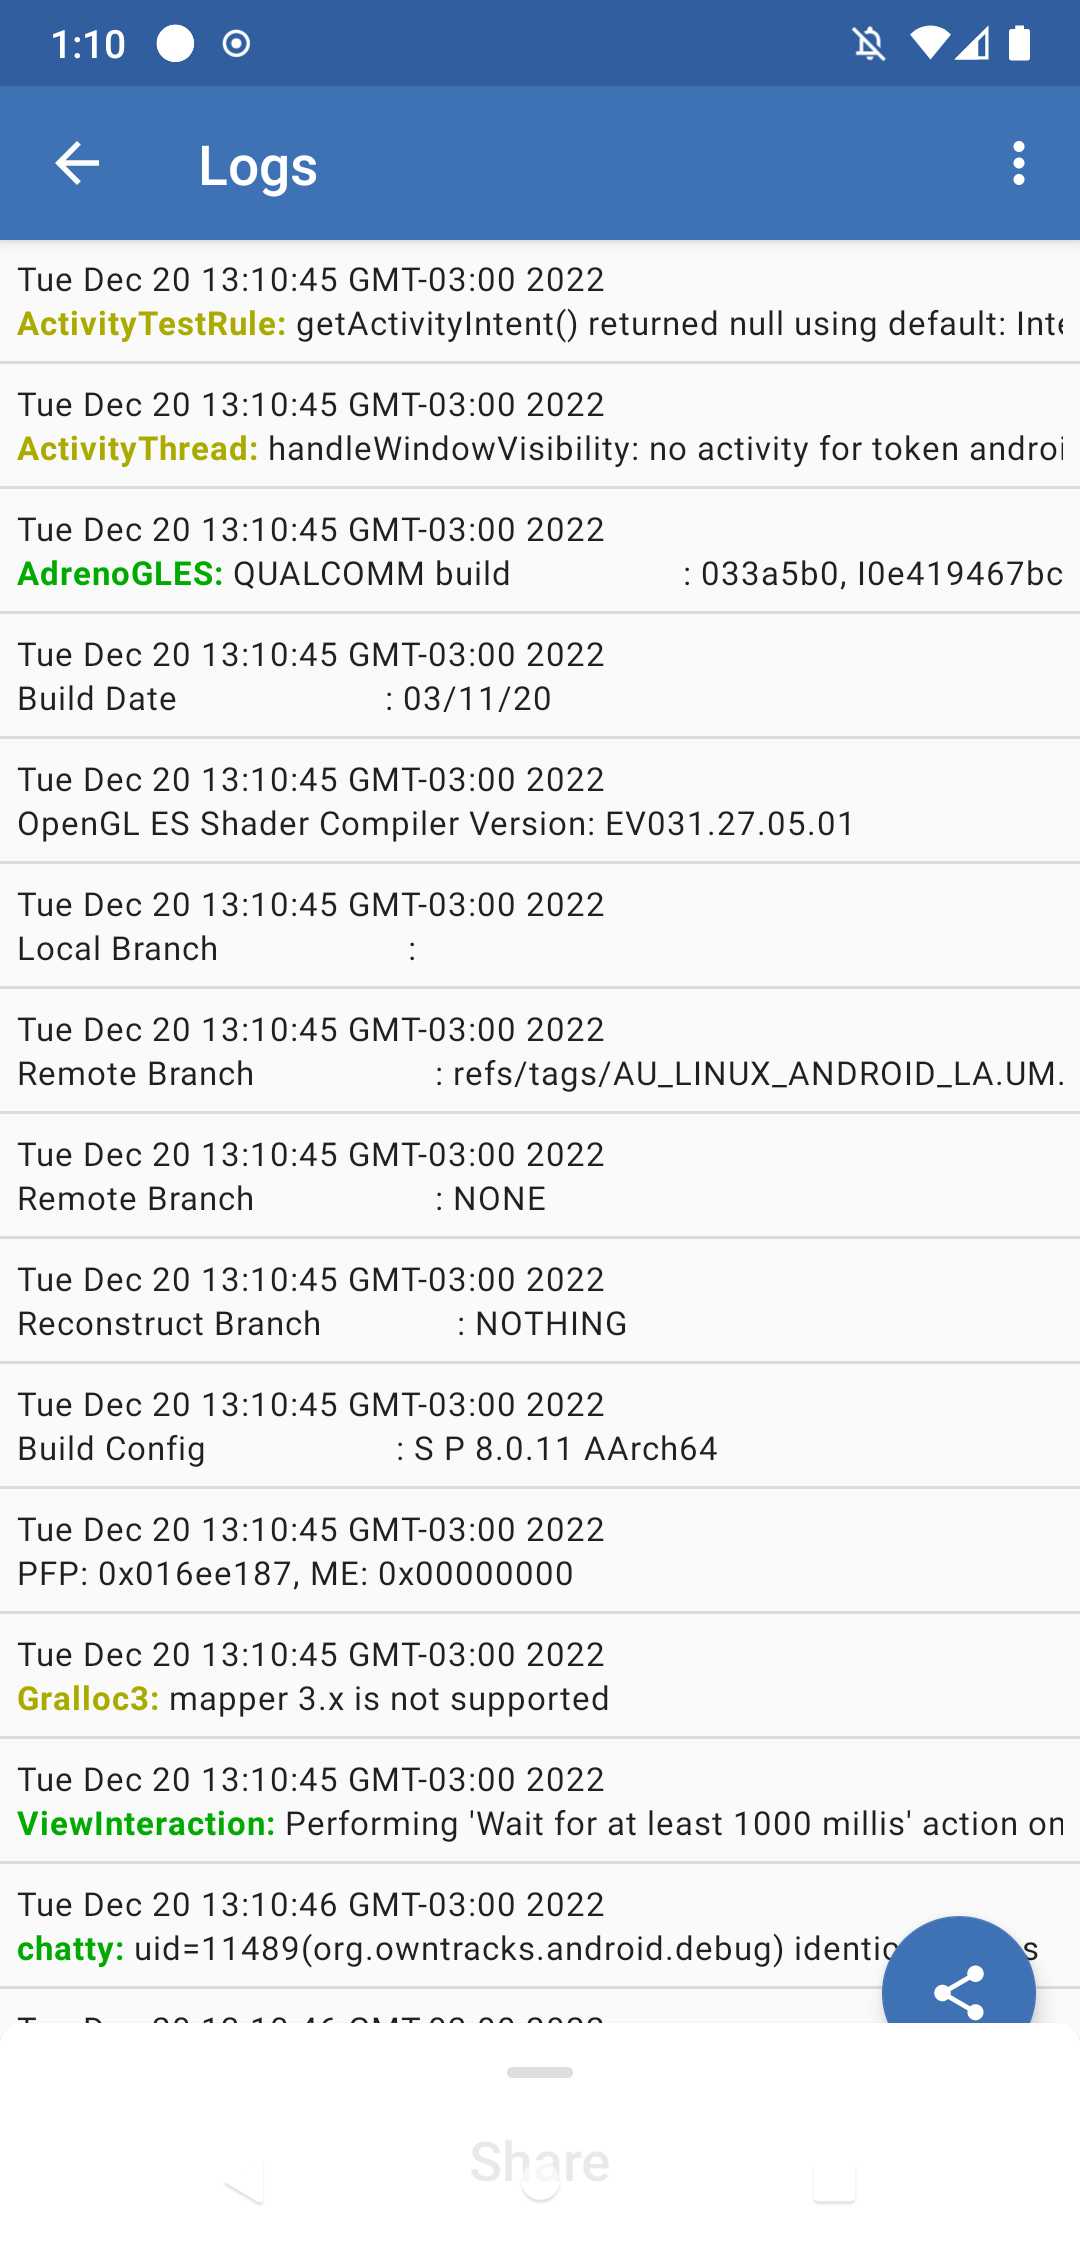 1:10
Logs
Tue Dec 20 13:10:45 GMT-03:00 2022
ActivityTestRule: getActivityIntent() returned null using default: Inte
Tue Dec 20 13:10:45 GMT-03:00 2022
ActivityThread: handleWindowVisibility: no activity for token androi
Tue Dec 20 13:10:45 GMT-03:00 2022
AdrenoGLES: QUALCOMM build : 033a5b0, I0e419467bc
Tue Dec 20 13:10:45 GMT-03:00 2022
Build Date : 03/11/20
Tue Dec 20 13:10:45 GMT-03:00 2022
OpenGL ES Shader Compiler Version: EV031.27.05.01
Tue Dec 20 13:10:45 GMT-03:00 2022
Local Branch :
Tue Dec 20 13:10:45 GMT-03:00 2022
Remote Branch : refs/tags/AU_LINUX_ANDROID_LA.UM.
Tue Dec 20 13:10:45 GMT-03:00 2022
Remote Branch : NONE
Tue Dec 20 13:10:45 GMT-03:00 2022
Reconstruct Branch : NOTHING
Tue Dec 20 13:10:45 GMT-03:00 2022
Build Config : S P 8.0.11 AArch64
Tue Dec 20 13:10:45 GMT-03:00 2022
PFP: 0x016ee187, ME: 0x00000000
Tue Dec 20 13:10:45 GMT-03:00 2022
Gralloc3: mapper 3.x is not supported
Tue Dec 20 13:10:45 GMT-03:00 2022
ViewInteraction: Performing 'Wait for at least 1000 millis' action on
Tue Dec 20 13:10:46 GMT-03:00 2022
chatty: uid=11489(org.owntracks.android.debug) identic s
Share